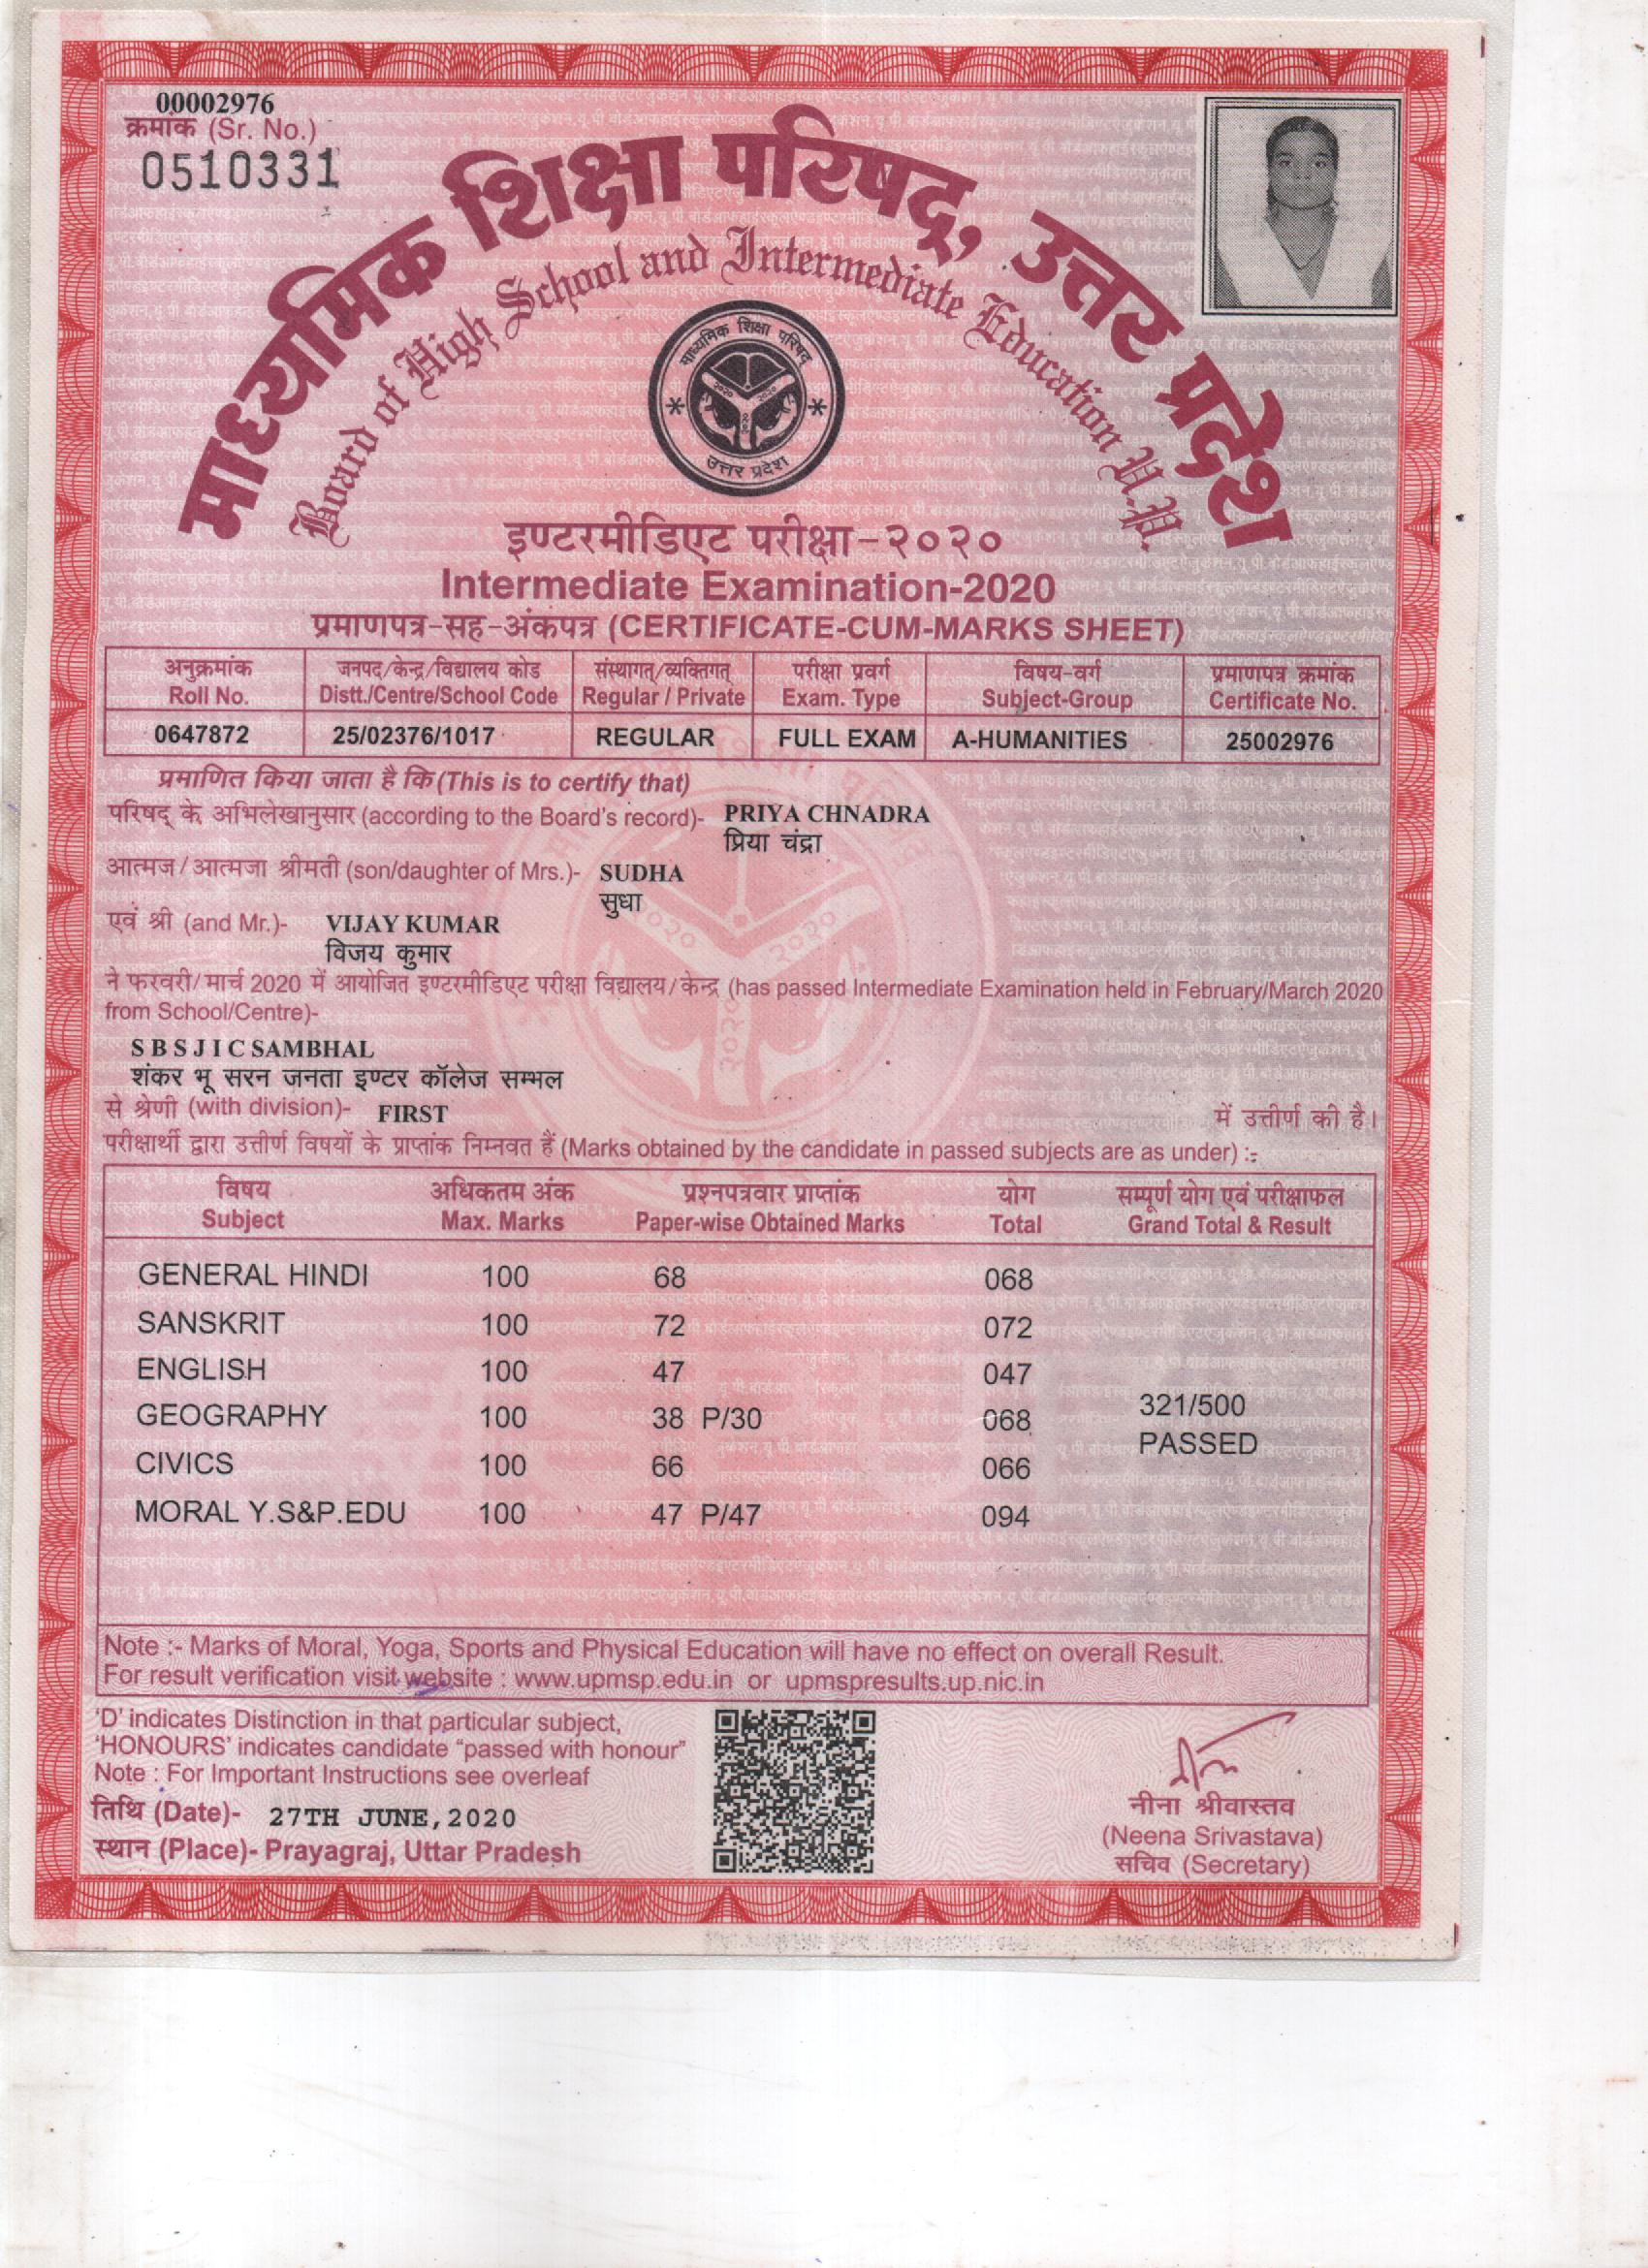 00002976
क्रमांक (Sr. No.)
0510331
माध्यमिक शिक्षा परिषद्, उत्तर प्रदेश
Board of High School and Intermediate Education U.P.
माध्यमिक शिक्षा परिषद्
उत्तर प्रदेश
इण्टरमीडिएट परीक्षा-२०२०
Intermediate Examination-2020
प्रमाणपत्र-सह-अंकपत्र (CERTIFICATE-CUM-MARKS SHEET)
अनुक्रमांक जनपद/केन्द्र/विद्यालय कोड संस्थागत/व्यक्तिगत परीक्षा प्रवर्ग विषय-वर्ग प्रमाणपत्र क्रमांक
Roll No. Distt./Centre/School Code Regular / Private Exam. Type Subject-Group Certificate No.
0647872 25/02376/1017 REGULAR FULL EXAM A-HUMANITIES 25002976
प्रमाणित किया जाता है कि (This is to certify that)
परिषद् के अभिलेखानुसार (according to the Board's record)- PRIYA CHNADRA
प्रिया चंद्रा
आत्मज/आत्मजा श्रीमती (son/daughter of Mrs.)- SUDHA
सुधा
एवं श्री (and Mr.)- VIJAY KUMAR
विजय कुमार
ने फरवरी/मार्च 2020 में आयोजित इण्टरमीडिएट परीक्षा विद्यालय/केन्द्र (has passed Intermediate Examination held in February/March 2020
from School/Centre)-
S B S J I C SAMBHAL
शंकर भू सरन जनता इण्टर कॉलेज सम्भल
से श्रेणी (with division)- FIRST में उत्तीर्ण की है।
परीक्षार्थी द्वारा उत्तीर्ण विषयों के प्राप्तांक निम्नवत हैं (Marks obtained by the candidate in passed subjects are as under) :-
विषय अधिकतम अंक प्रश्नपत्रवार प्राप्तांक योग सम्पूर्ण योग एवं परीक्षाफल
Subject Max. Marks Paper-wise Obtained Marks Total Grand Total & Result
GENERAL HINDI 100 68 068
SANSKRIT 100 72 072
ENGLISH 100 47 047
GEOGRAPHY 100 38 P/30 068 321/500
PASSED
CIVICS 100 66 066
MORAL Y.S&P.EDU 100 47 P/47 094
Note :- Marks of Moral, Yoga, Sports and Physical Education will have no effect on overall Result.
For result verification visit website : www.upmsp.edu.in or upmspresults.up.nic.in
'D' indicates Distinction in that particular subject,
'HONOURS' indicates candidate "passed with honour"
Note : For Important Instructions see overleaf
तिथि (Date)- 27TH JUNE,2020
स्थान (Place)- Prayagraj, Uttar Pradesh
नीना श्रीवास्तव
(Neena Srivastava)
सचिव (Secretary)